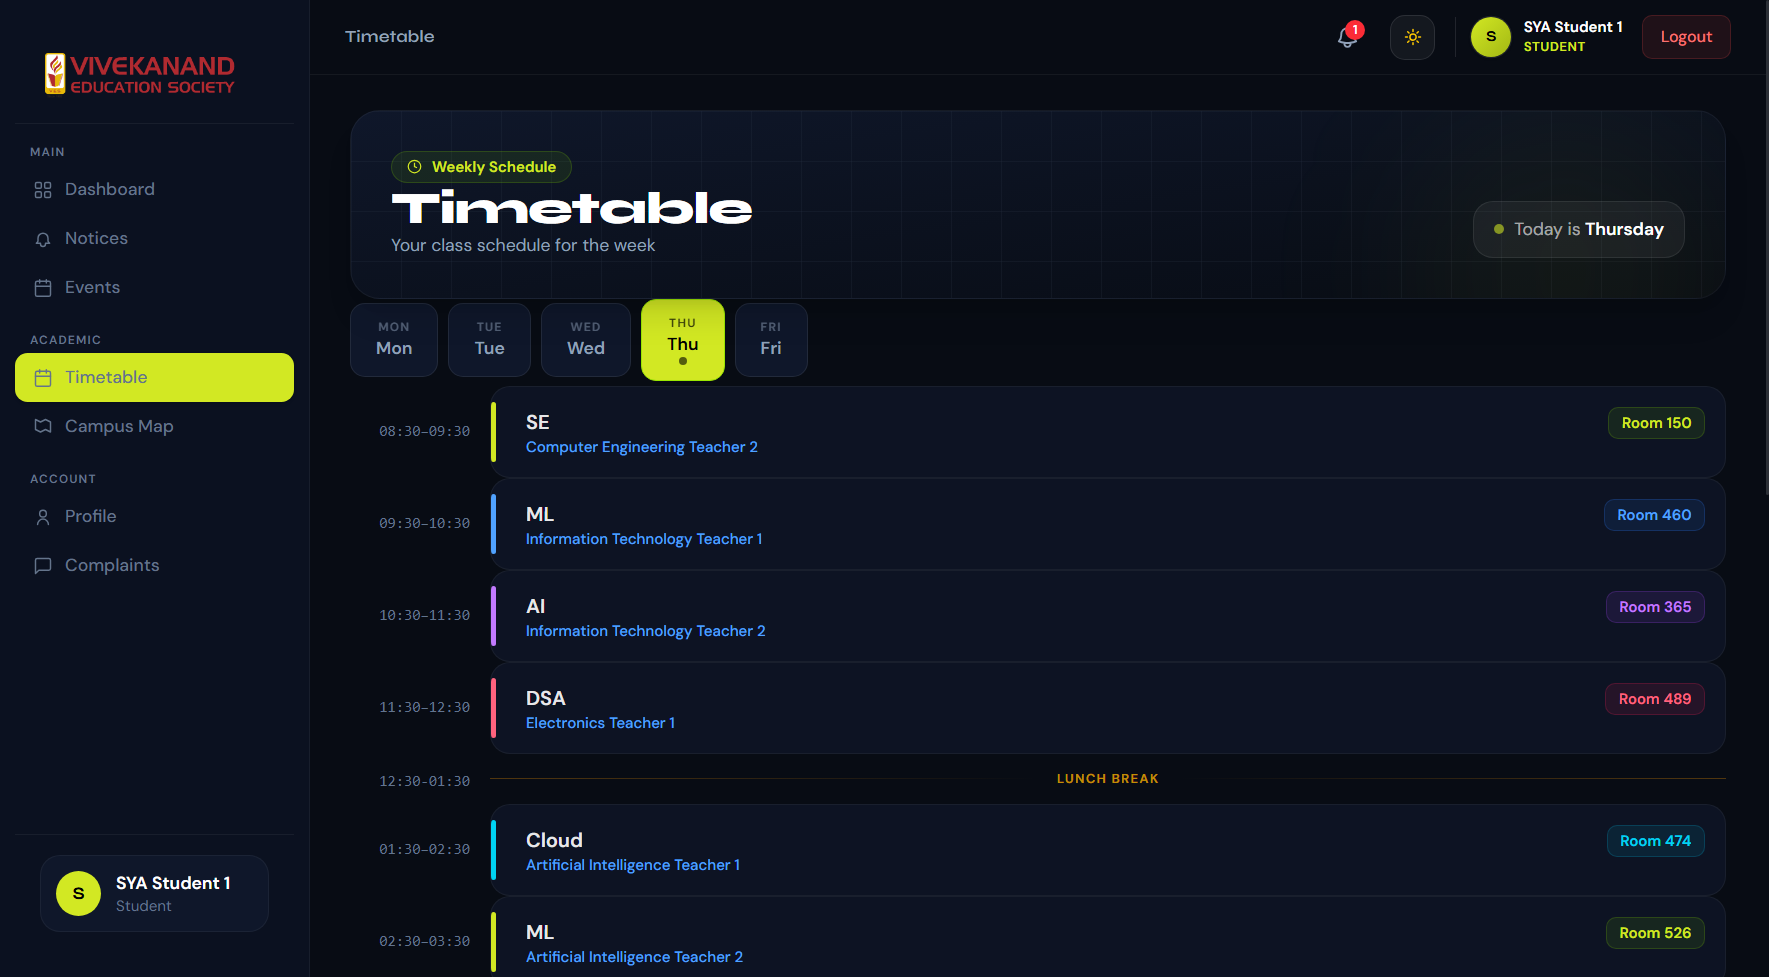 VIVEKANAND
EDUCATION SOCIETY
MAIN
Dashboard
Notices
Events
ACADEMIC
Timetable
Campus Map
ACCOUNT
Profile
Complaints
S
SYA Student 1
Student
Timetable
1
S
SYA Student 1
STUDENT
Logout
Weekly Schedule
Timetable
Your class schedule for the week
Today is Thursday
MON
Mon
TUE
Tue
WED
Wed
THU
Thu
FRI
Fri
08:30–09:30
SE
Computer Engineering Teacher 2
Room 150
09:30–10:30
ML
Information Technology Teacher 1
Room 460
10:30–11:30
AI
Information Technology Teacher 2
Room 365
11:30–12:30
DSA
Electronics Teacher 1
Room 489
12:30-01:30
LUNCH BREAK
01:30–02:30
Cloud
Artificial Intelligence Teacher 1
Room 474
02:30–03:30
ML
Artificial Intelligence Teacher 2
Room 526